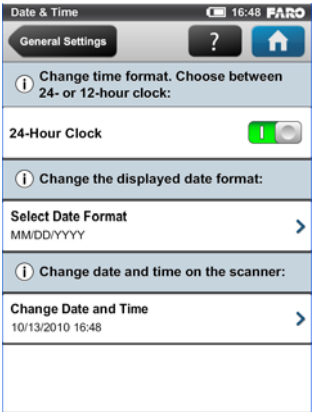 Date & Time 16:48 FARO
General Settings ?
i Change time format. Choose between
24- or 12-hour clock:
24-Hour Clock I
i Change the displayed date format:
Select Date Format
MM/DD/YYYY
i Change date and time on the scanner:
Change Date and Time
10/13/2010 16:48